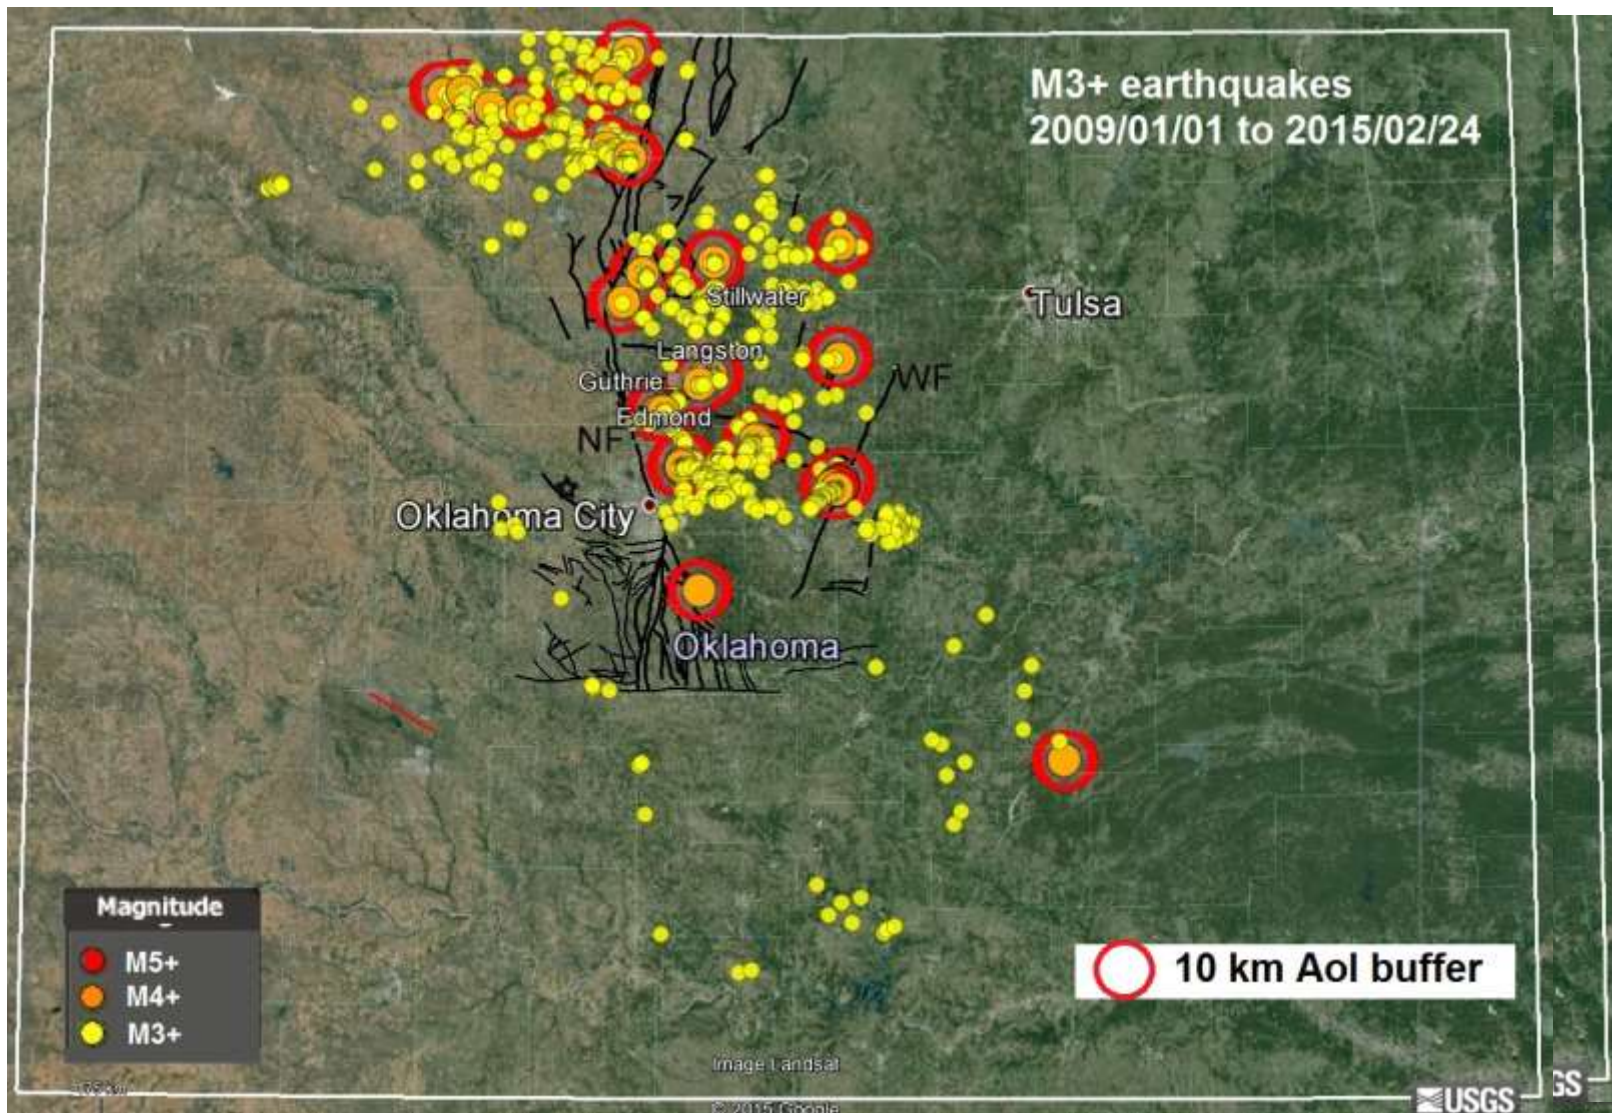 M3+ earthquakes
2009/01/01 to 2015/02/24
Stillwater
Tulsa
Langston
Guthrie
WF
Edmond
NF
Oklahoma City
Oklahoma
Magnitude
M5+
M4+
M3+
10 km AoI buffer
Image Landsat
© 2015 Google
USGS
GS